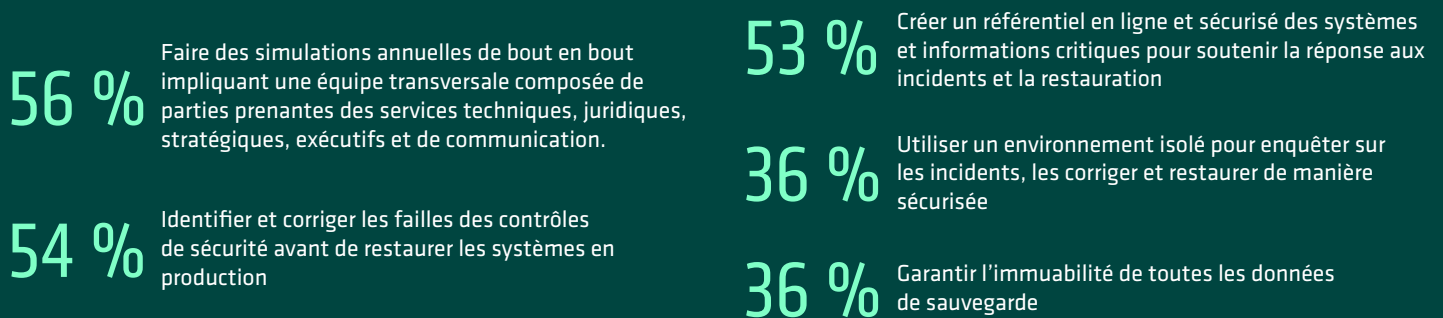 56 %
Faire des simulations annuelles de bout en bout
impliquant une équipe transversale composée de
parties prenantes des services techniques, juridiques,
stratégiques, exécutifs et de communication.
54 %
Identifier et corriger les failles des contrôles
de sécurité avant de restaurer les systèmes en
production
53 %
Créer un référentiel en ligne et sécurisé des systèmes
et informations critiques pour soutenir la réponse aux
incidents et la restauration
36 %
Utiliser un environnement isolé pour enquêter sur
les incidents, les corriger et restaurer de manière
sécurisée
36 %
Garantir l’immuabilité de toutes les données
de sauvegarde